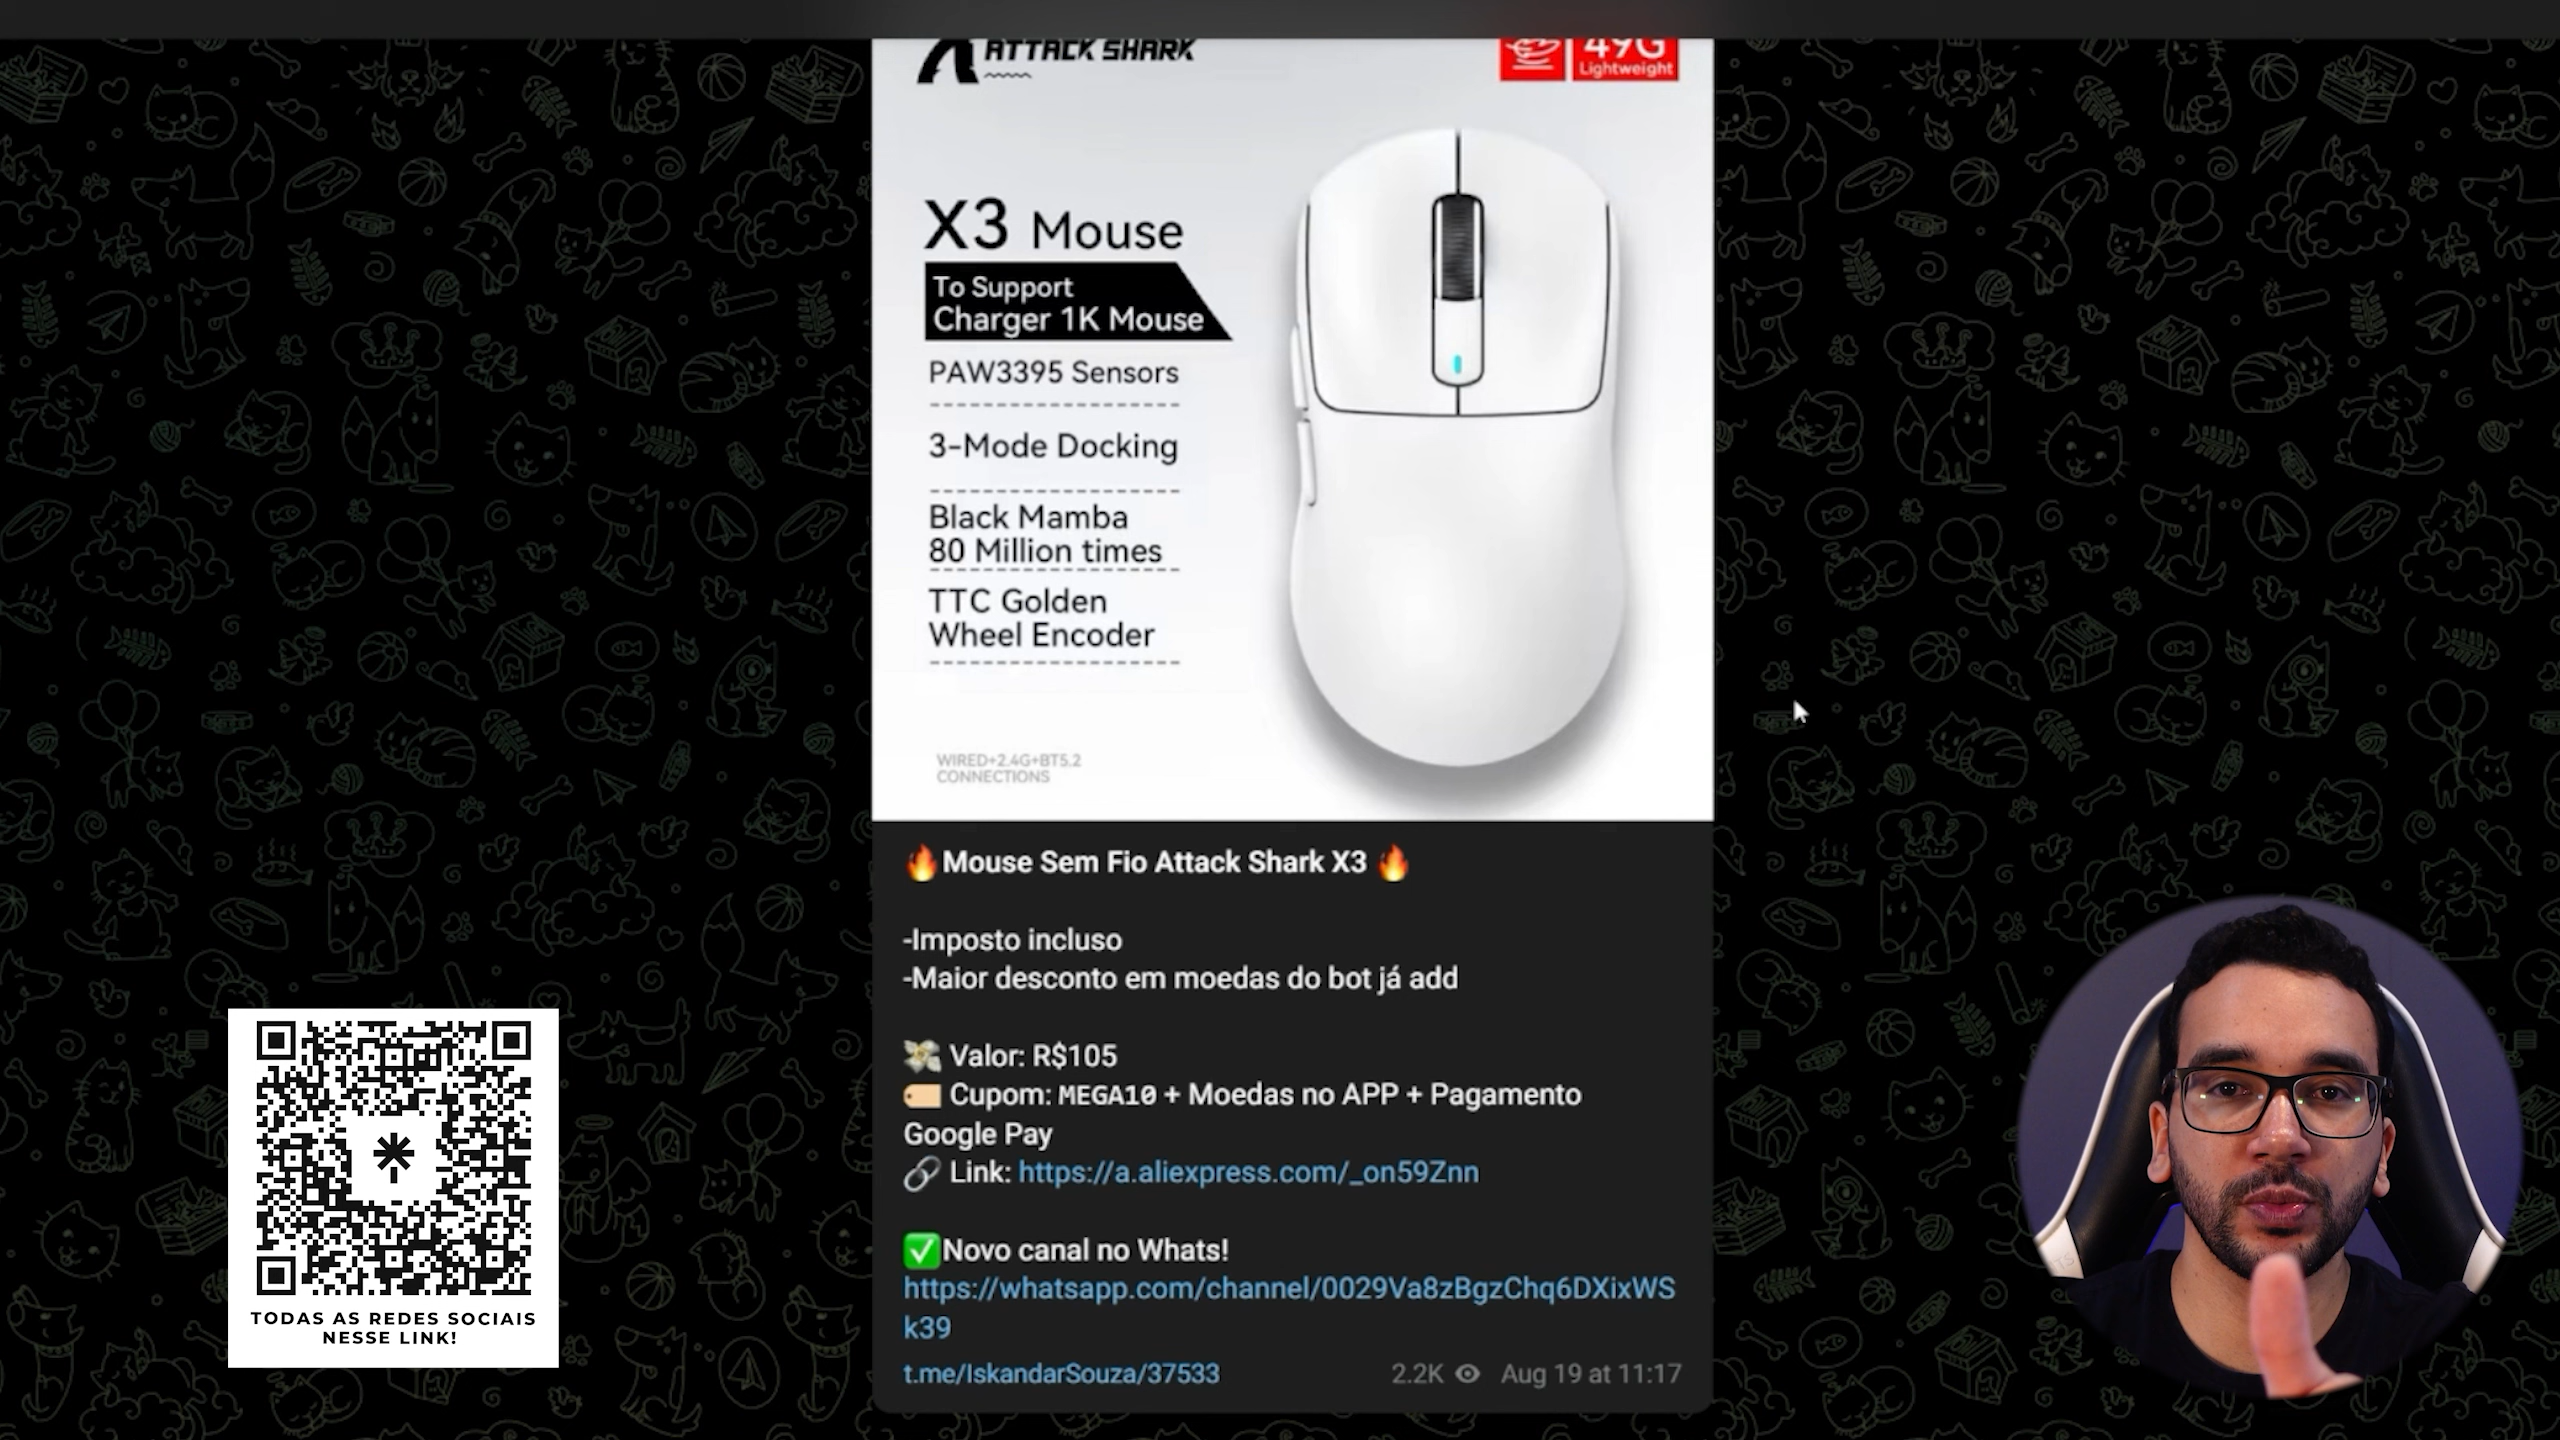 ATTACK SHARK
49G
Lightweight
X3 Mouse
To Support
Charger 1K Mouse
PAW3395 Sensors
3-Mode Docking
Black Mamba
80 Million times
TTC Golden
Wheel Encoder
WIRED+2.4G+BT5.2
CONNECTIONS
🔥Mouse Sem Fio Attack Shark X3 🔥
-Imposto incluso
-Maior desconto em moedas do bot já add
💸 Valor: R$105
🏷️ Cupom: MEGA10 + Moedas no APP + Pagamento
Google Pay
🔗 Link: https://a.aliexpress.com/_on59Znn
✅Novo canal no Whats!
https://whatsapp.com/channel/0029Va8zBgzChq6DXixWS
k39
t.me/IskandarSouza/37533
2.2K Aug 19 at 11:17
TODAS AS REDES SOCIAIS
NESSE LINK!